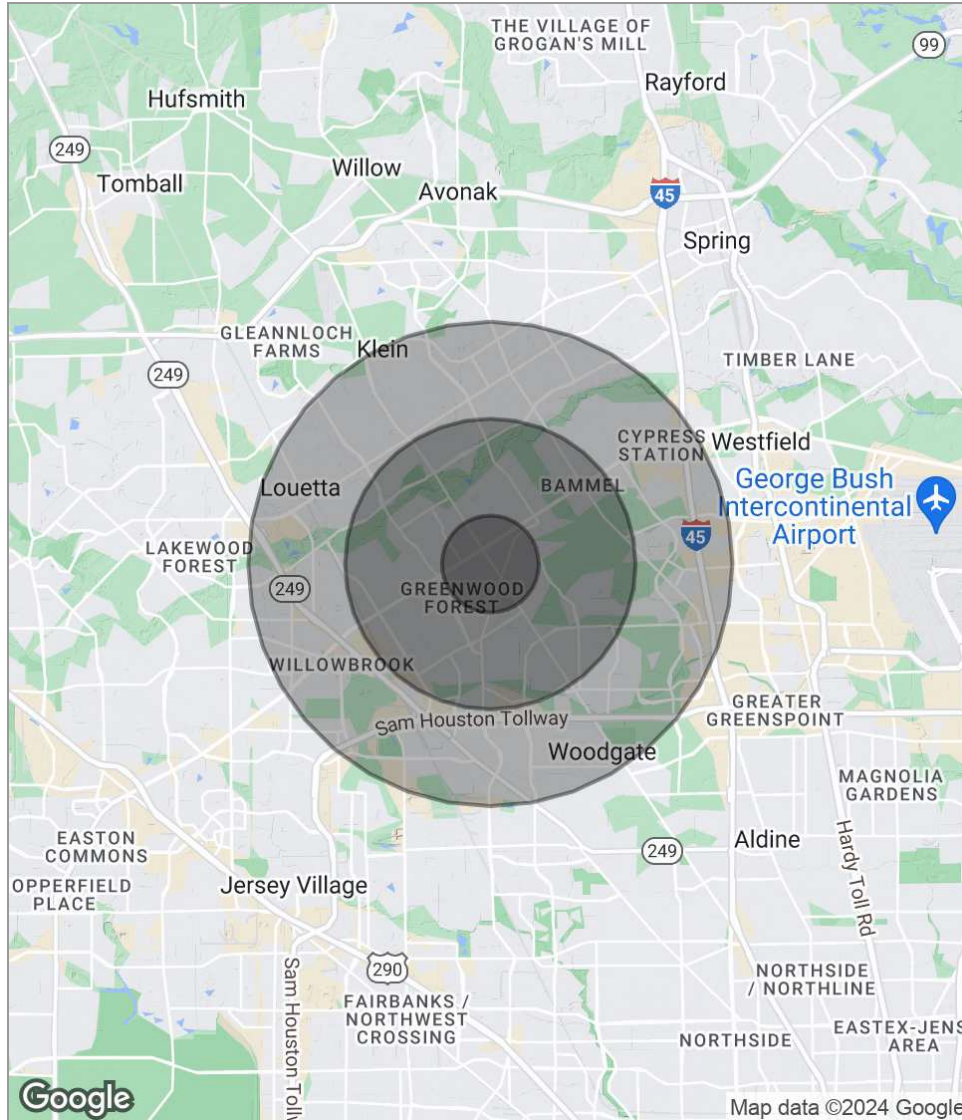 THE VILLAGE OF
GROGAN'S MILL
99
Rayford
Hufsmith
249
Willow
Tomball
Avonak
45
Spring
GLEANNLOCH
FARMS
Klein
TIMBER LANE
249
CYPRESS
STATION
Westfield
Louetta
BAMMEL
George Bush
Intercontinental
Airport
45
LAKEWOOD
FOREST
249
GREENWOOD
FOREST
WILLOWBROOK
GREATER
GREENSPOINT
Sam Houston Tollway
Woodgate
MAGNOLIA
GARDENS
EASTON
COMMONS
249
Aldine
Hardy Toll Rd
OPPERFIELD
PLACE
Jersey Village
290
Sam Houston Tollw
FAIRBANKS /
NORTHWEST
CROSSING
NORTHSIDE
/ NORTHLINE
NORTHSIDE
EASTEX-JENS
AREA
Google
Map data ©2024 Google